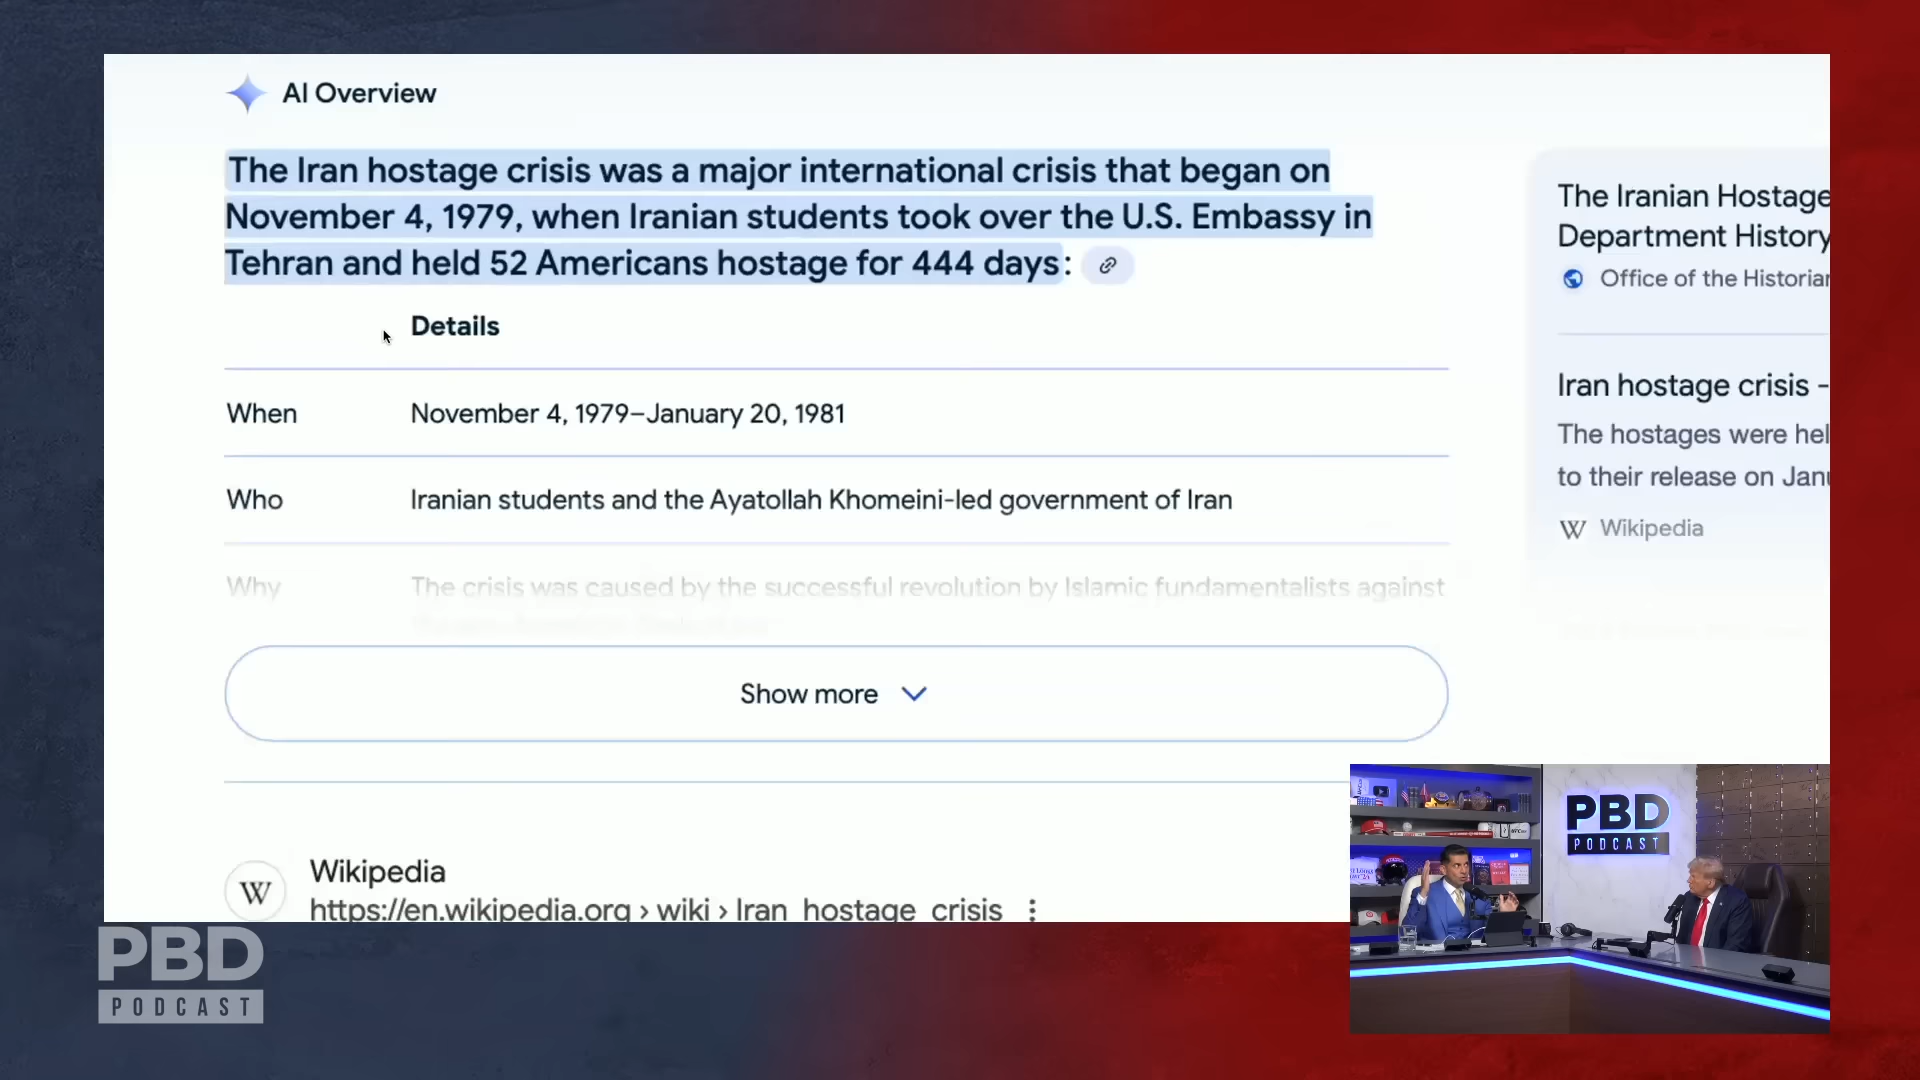 AI Overview
The Iran hostage crisis was a major international crisis that began on
November 4, 1979, when Iranian students took over the U.S. Embassy in
Tehran and held 52 Americans hostage for 444 days:
Details
When November 4, 1979–January 20, 1981
Who Iranian students and the Ayatollah Khomeini-led government of Iran
Why The crisis was caused by the successful revolution by Islamic fundamentalists against
Show more
Wikipedia
https://en.wikipedia.org › wiki › Iran_hostage_crisis
The Iranian Hostage
Department History
Office of the Historian
Iran hostage crisis -
The hostages were hel
to their release on Janu
W Wikipedia
W
PBD
PODCAST
PBD
PODCAST